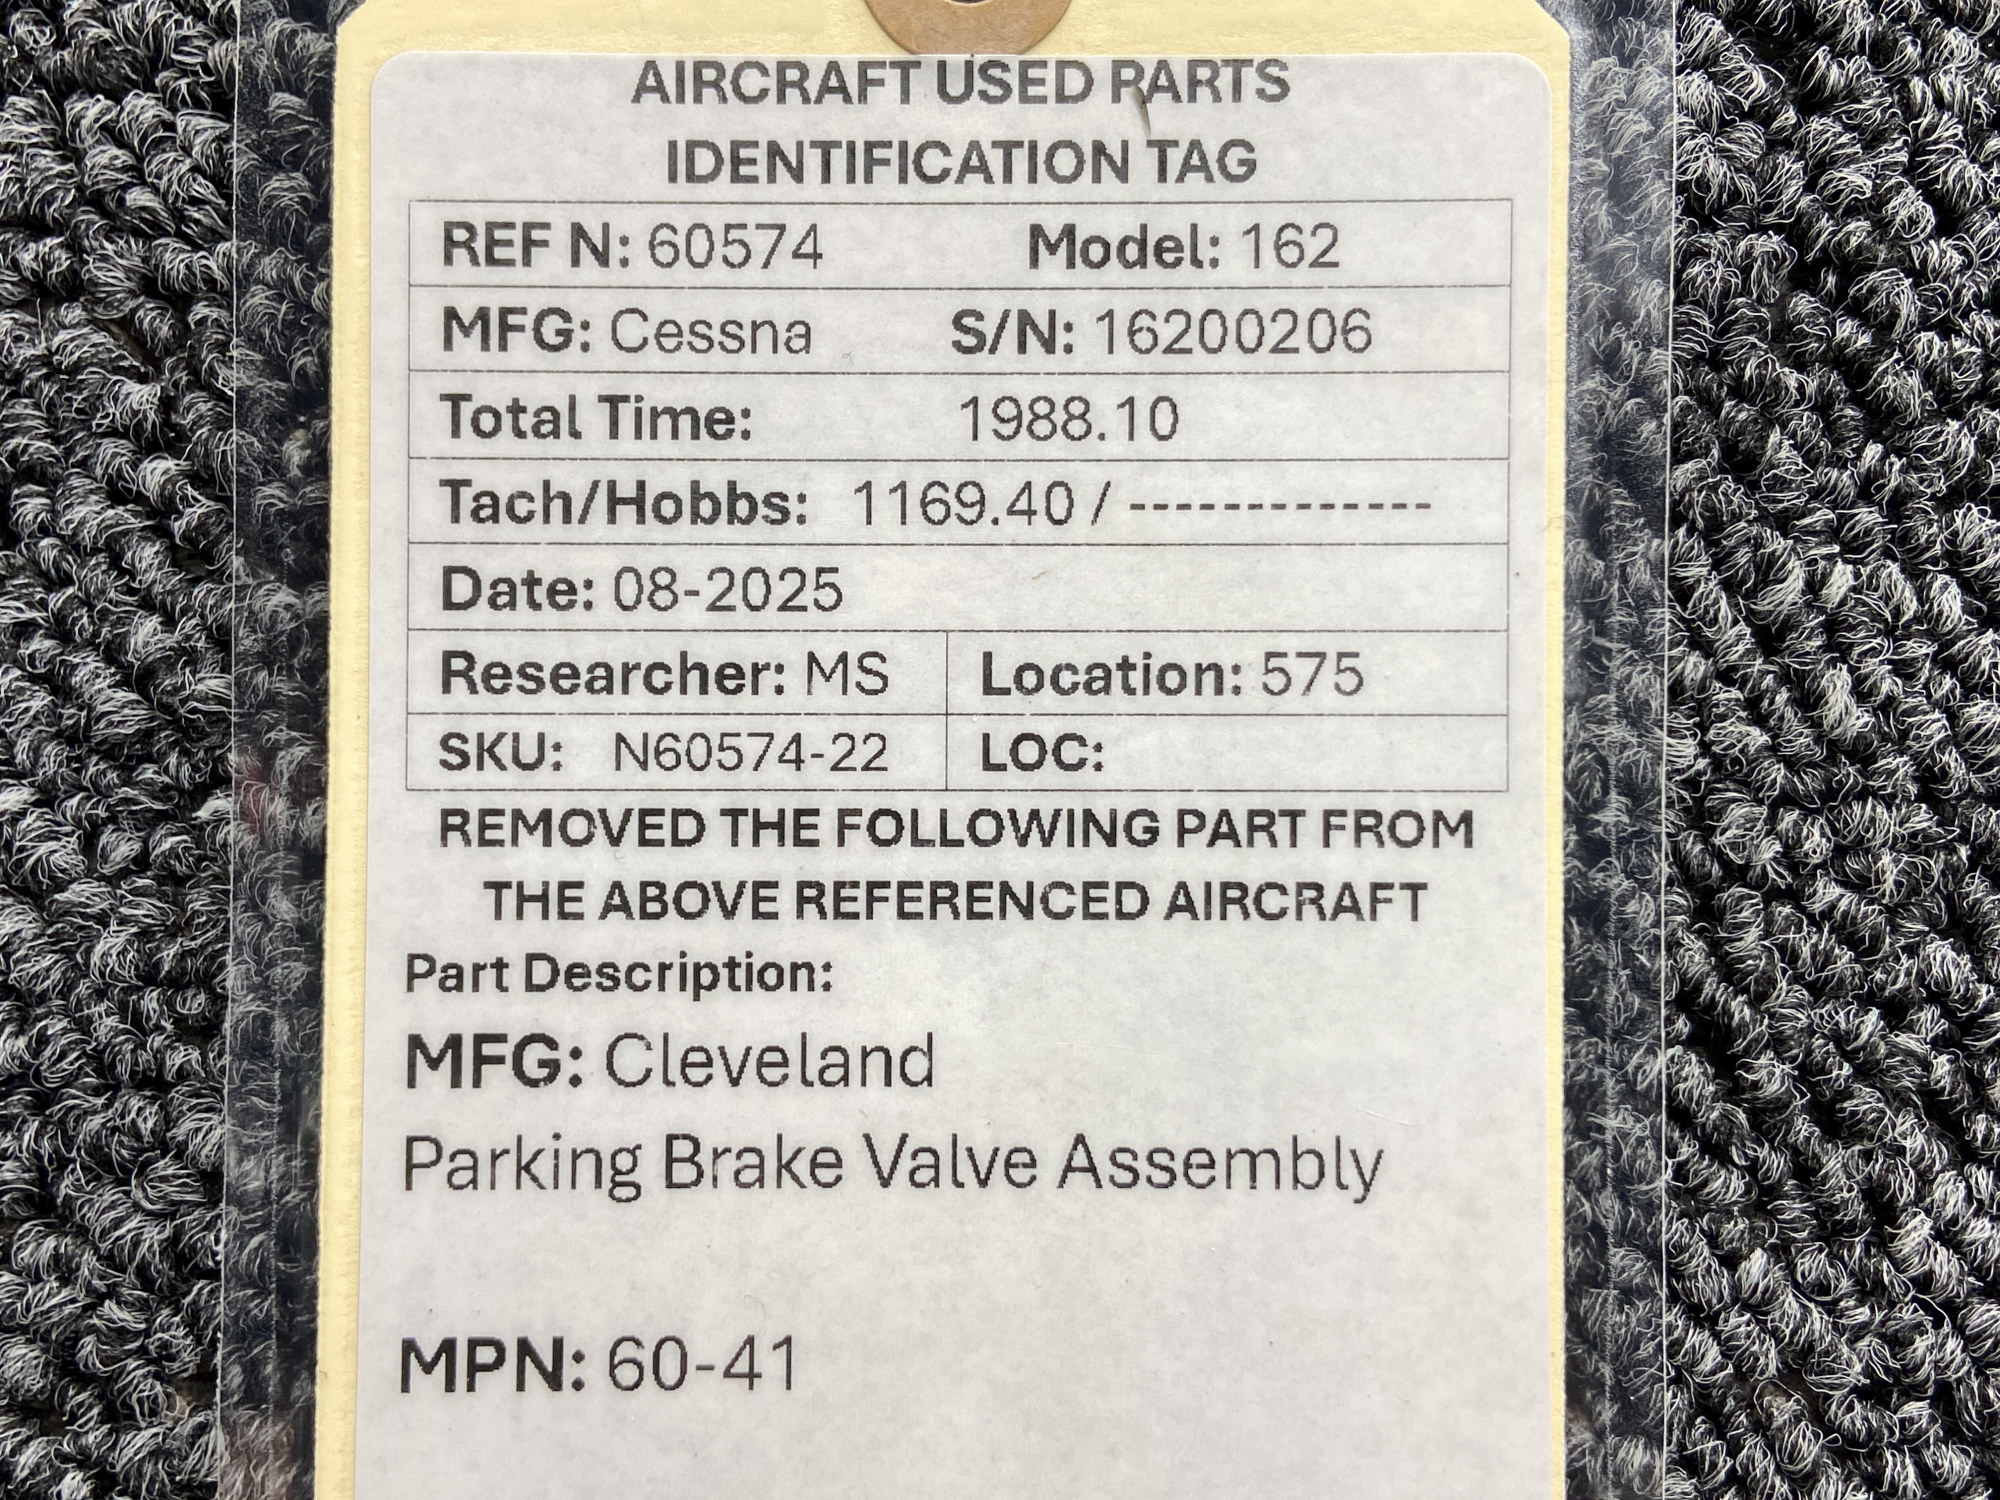 AIRCRAFT USED PARTS
IDENTIFICATION TAG
REF N: 60574 Model: 162
MFG: Cessna S/N: 16200206
Total Time: 1988.10
Tach/Hobbs: 1169.40 / -------------
Date: 08-2025
Researcher: MS Location: 575
SKU: N60574-22 LOC:
REMOVED THE FOLLOWING PART FROM
THE ABOVE REFERENCED AIRCRAFT
Part Description:
MFG: Cleveland
Parking Brake Valve Assembly
MPN: 60-41